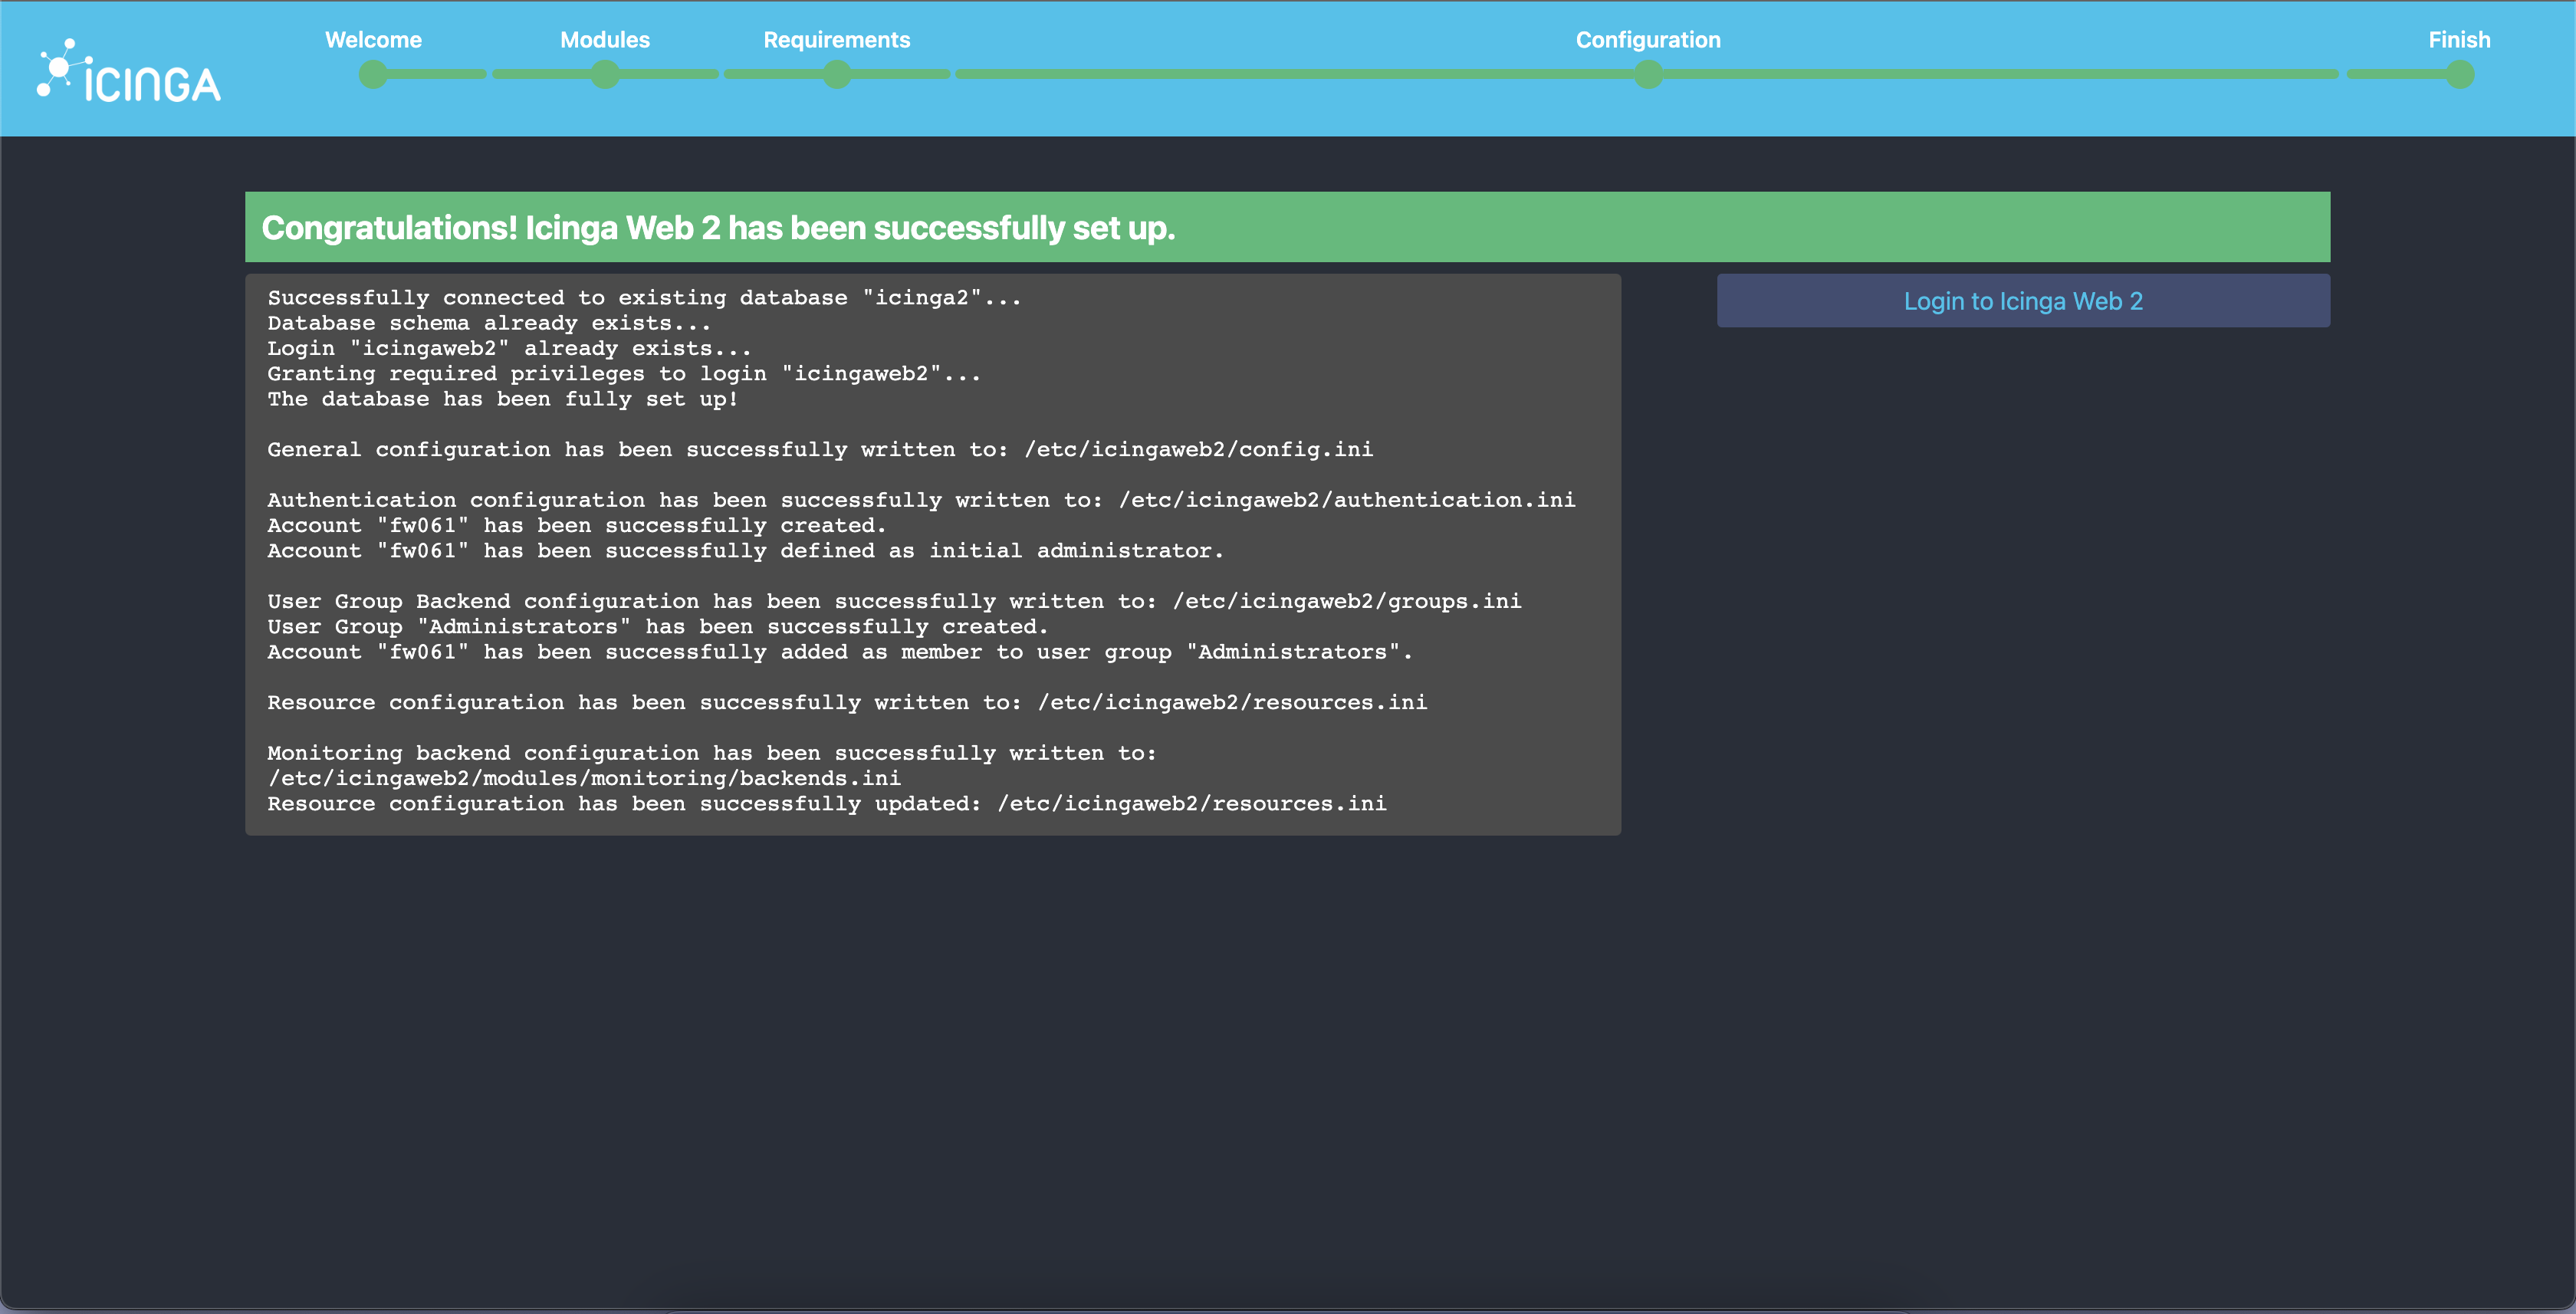 Welcome
Modules
Requirements
Configuration
Finish
ICINGA
Congratulations! Icinga Web 2 has been successfully set up.
Successfully connected to existing database "icinga2"...
Database schema already exists...
Login "icingaweb2" already exists...
Granting required privileges to login "icingaweb2"...
The database has been fully set up!
General configuration has been successfully written to: /etc/icingaweb2/config.ini
Authentication configuration has been successfully written to: /etc/icingaweb2/authentication.ini
Account "fw061" has been successfully created.
Account "fw061" has been successfully defined as initial administrator.
User Group Backend configuration has been successfully written to: /etc/icingaweb2/groups.ini
User Group "Administrators" has been successfully created.
Account "fw061" has been successfully added as member to user group "Administrators".
Resource configuration has been successfully written to: /etc/icingaweb2/resources.ini
Monitoring backend configuration has been successfully written to:
/etc/icingaweb2/modules/monitoring/backends.ini
Resource configuration has been successfully updated: /etc/icingaweb2/resources.ini
Login to Icinga Web 2